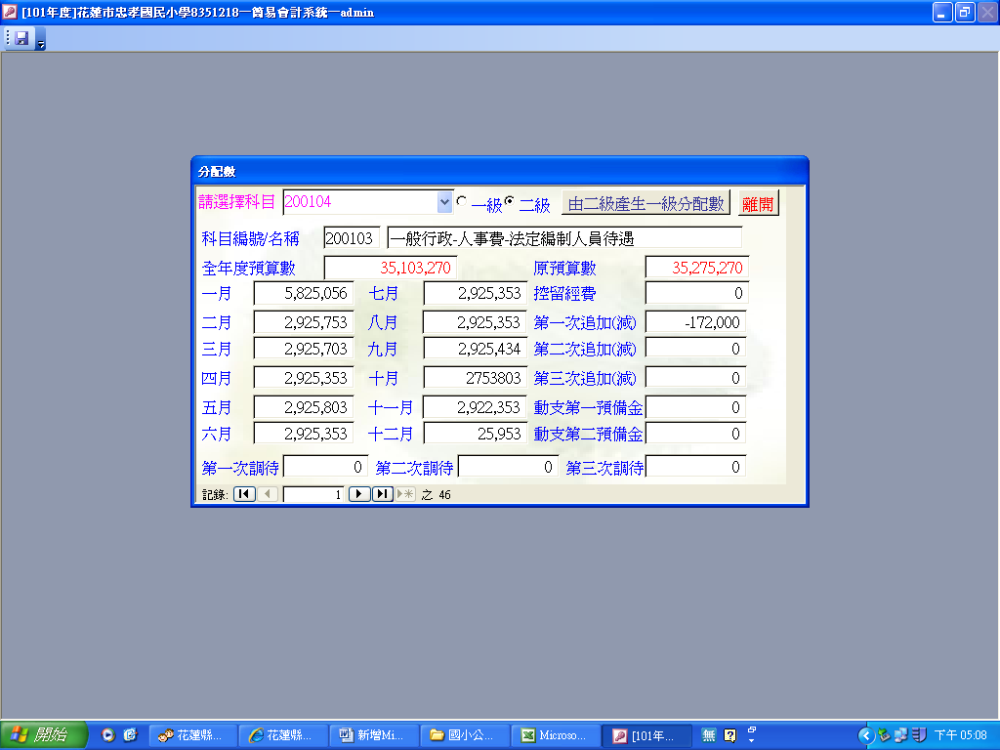 [101年度]花蓮市忠孝國民小學8351218—簡易會計系統—admin
分配數
請選擇科目 200104 一級 二級 由二級產生一級分配數 離開
科目編號/名稱 200103 一般行政-人事費-法定編制人員待遇
全年度預算數 35,103,270 原預算數 35,275,270
一月 5,825,056 七月 2,925,353 控留經費 0
二月 2,925,753 八月 2,925,353 第一次追加(減) -172,000
三月 2,925,703 九月 2,925,434 第二次追加(減) 0
四月 2,925,353 十月 2753803 第三次追加(減) 0
五月 2,925,803 十一月 2,922,353 動支第一預備金 0
六月 2,925,353 十二月 25,953 動支第二預備金 0
第一次調待 0 第二次調待 0 第三次調待 0
記錄: 1 之 46
開始 花蓮縣... 花蓮縣... 新增Mi... 國小公... Microso... [101年... 無 下午 05:08